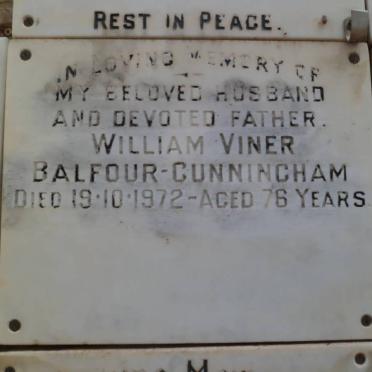 REST IN PEACE.
IN LOVING MEMORY OF
MY BELOVED HUSBAND
AND DEVOTED FATHER.
WILLIAM VINER
BALFOUR-CUNNINGHAM
DIED 19·10·1972-AGED 76 YEARS